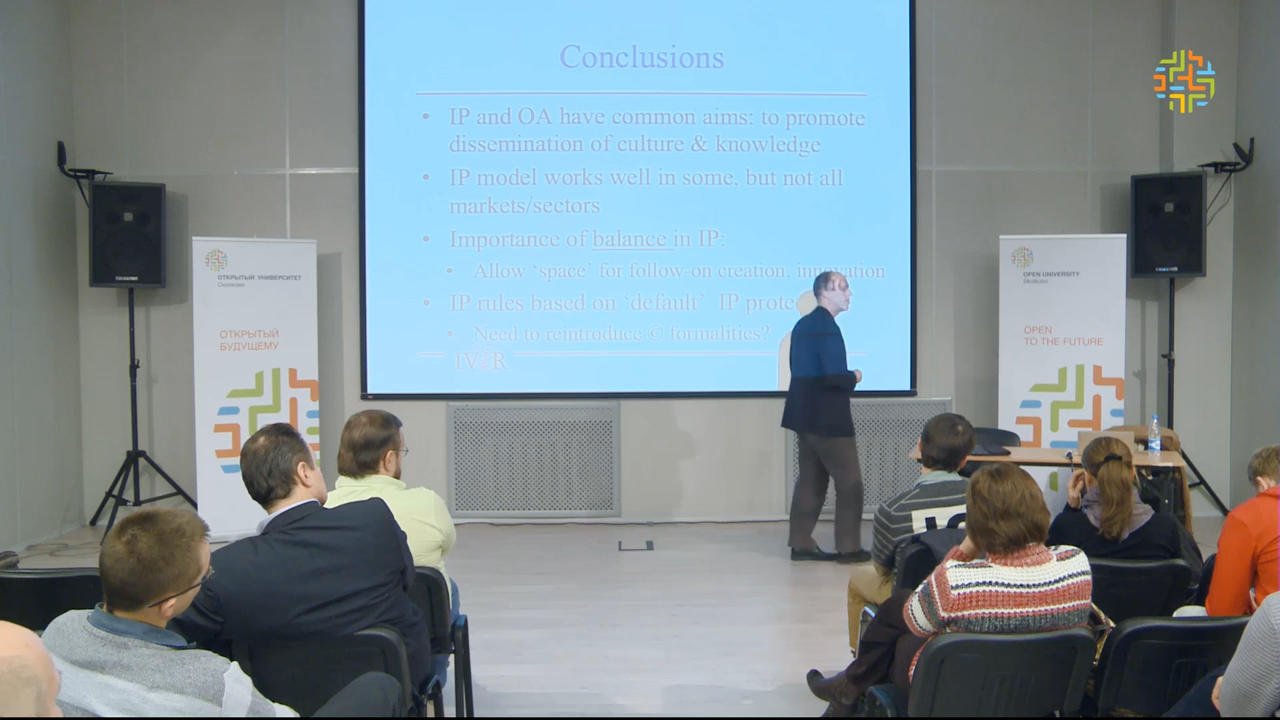 Conclusions
• IP and OA have common aims: to promote
dissemination of culture & knowledge
• IP model works well in some, but not all
markets/sectors
• Importance of balance in IP:
• Allow ‘space’ for follow-on creation, innovation
• IP rules based on ‘default’ IP
• Need to reintroduce © formalities?
ОТКРЫТЫЙ УНИВЕРСИТЕТ
Сколково
ОТКРЫТЫЙ
БУДУЩЕМУ
OPEN UNIVERSITY
Skolkovo
OPEN
TO THE FUTURE